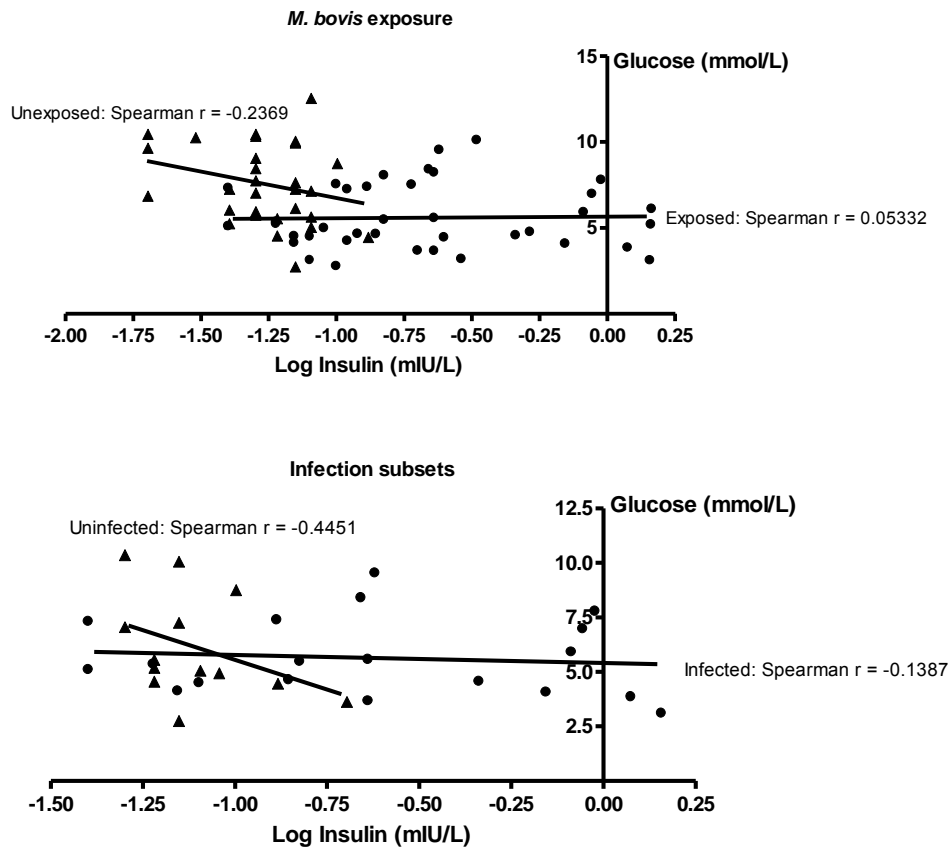 M. bovis exposure
15
Glucose (mmol/L)
Unexposed: Spearman r = -0.2369
10
Exposed: Spearman r = 0.05332
5
-2.00 -1.75 -1.50 -1.25 -1.00 -0.75 -0.50 -0.25 0.00 0.25
Log Insulin (mIU/L)
Infection subsets
12.5
Glucose (mmol/L)
Uninfected: Spearman r = -0.4451
10.0
7.5
Infected: Spearman r = -0.1387
5.0
2.5
-1.50 -1.25 -1.00 -0.75 -0.50 -0.25 0.00 0.25
Log Insulin (mIU/L)